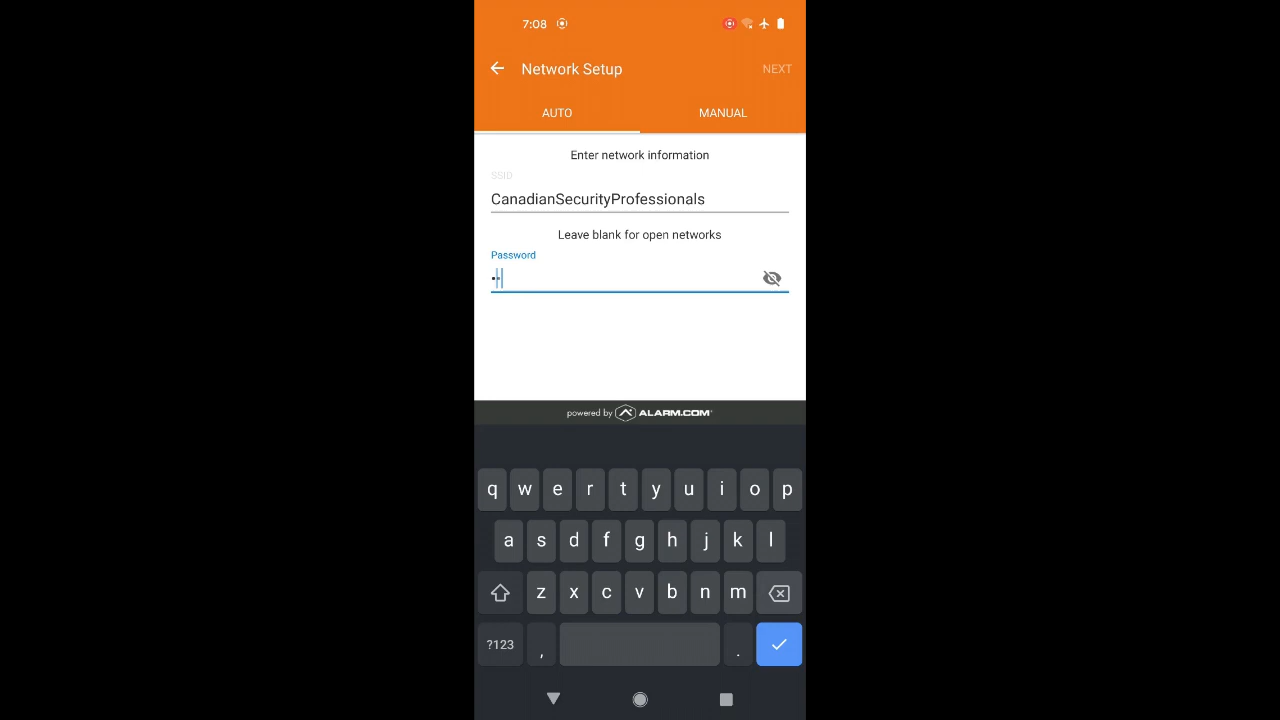 7:08
Network Setup
NEXT
AUTO
MANUAL
Enter network information
SSID
CanadianSecurityProfessionals
Leave blank for open networks
Password
••
powered by ALARM.COM
q w e r t y u i o p
a s d f g h j k l
z x c v b n m
?123 , .